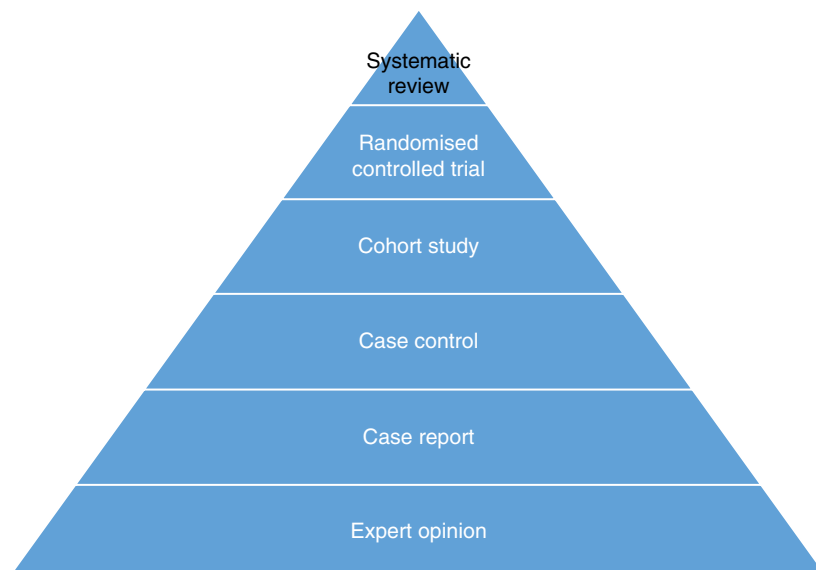 Systematic
review
Randomised
controlled trial
Cohort study
Case control
Case report
Expert opinion